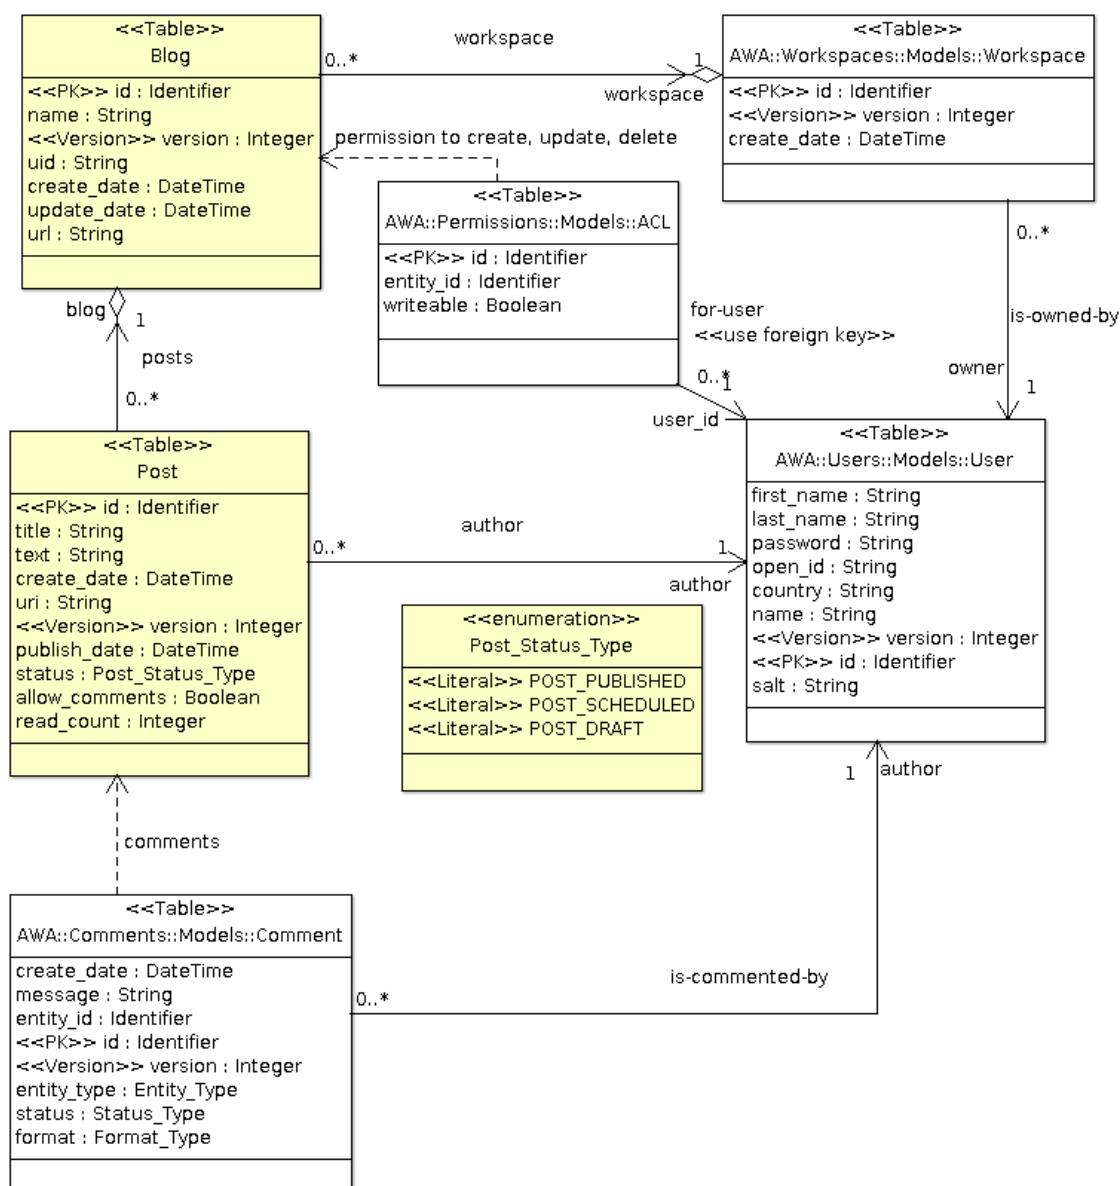 <<Table>>
Blog
<<PK>> id : Identifier
name : String
<<Version>> version : Integer
uid : String
create_date : DateTime
update_date : DateTime
url : String
workspace
0..*
1
workspace
<<Table>>
AWA::Workspaces::Models::Workspace
<<PK>> id : Identifier
<<Version>> version : Integer
create_date : DateTime
permission to create, update, delete
<<Table>>
AWA::Permissions::Models::ACL
<<PK>> id : Identifier
entity_id : Identifier
writeable : Boolean
for-user
<<use foreign key>>
0..*
1
user_id
0..*
is-owned-by
owner
1
blog
1
posts
0..*
<<Table>>
Post
<<PK>> id : Identifier
title : String
text : String
create_date : DateTime
uri : String
<<Version>> version : Integer
publish_date : DateTime
status : Post_Status_Type
allow_comments : Boolean
read_count : Integer
author
0..*
1
author
<<Table>>
AWA::Users::Models::User
first_name : String
last_name : String
password : String
open_id : String
country : String
name : String
<<Version>> version : Integer
<<PK>> id : Identifier
salt : String
<<enumeration>>
Post_Status_Type
<<Literal>> POST_PUBLISHED
<<Literal>> POST_SCHEDULED
<<Literal>> POST_DRAFT
1
author
comments
<<Table>>
AWA::Comments::Models::Comment
create_date : DateTime
message : String
entity_id : Identifier
<<PK>> id : Identifier
<<Version>> version : Integer
entity_type : Entity_Type
status : Status_Type
format : Format_Type
is-commented-by
0..*